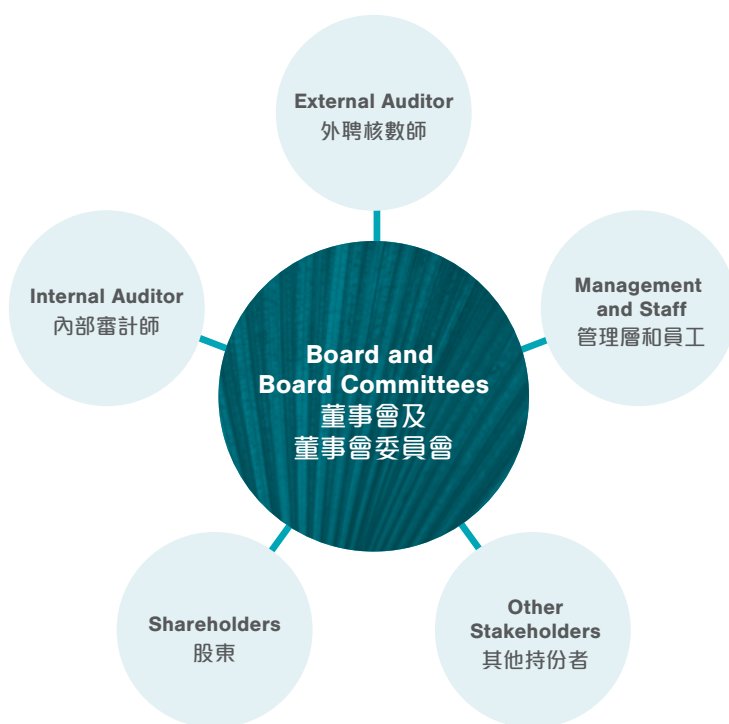 External Auditor
外聘核數師
Internal Auditor
內部審計師
Management
and Staff
管理層和員工
Board and
Board Committees
董事會及
董事會委員會
Shareholders
股東
Other
Stakeholders
其他持份者